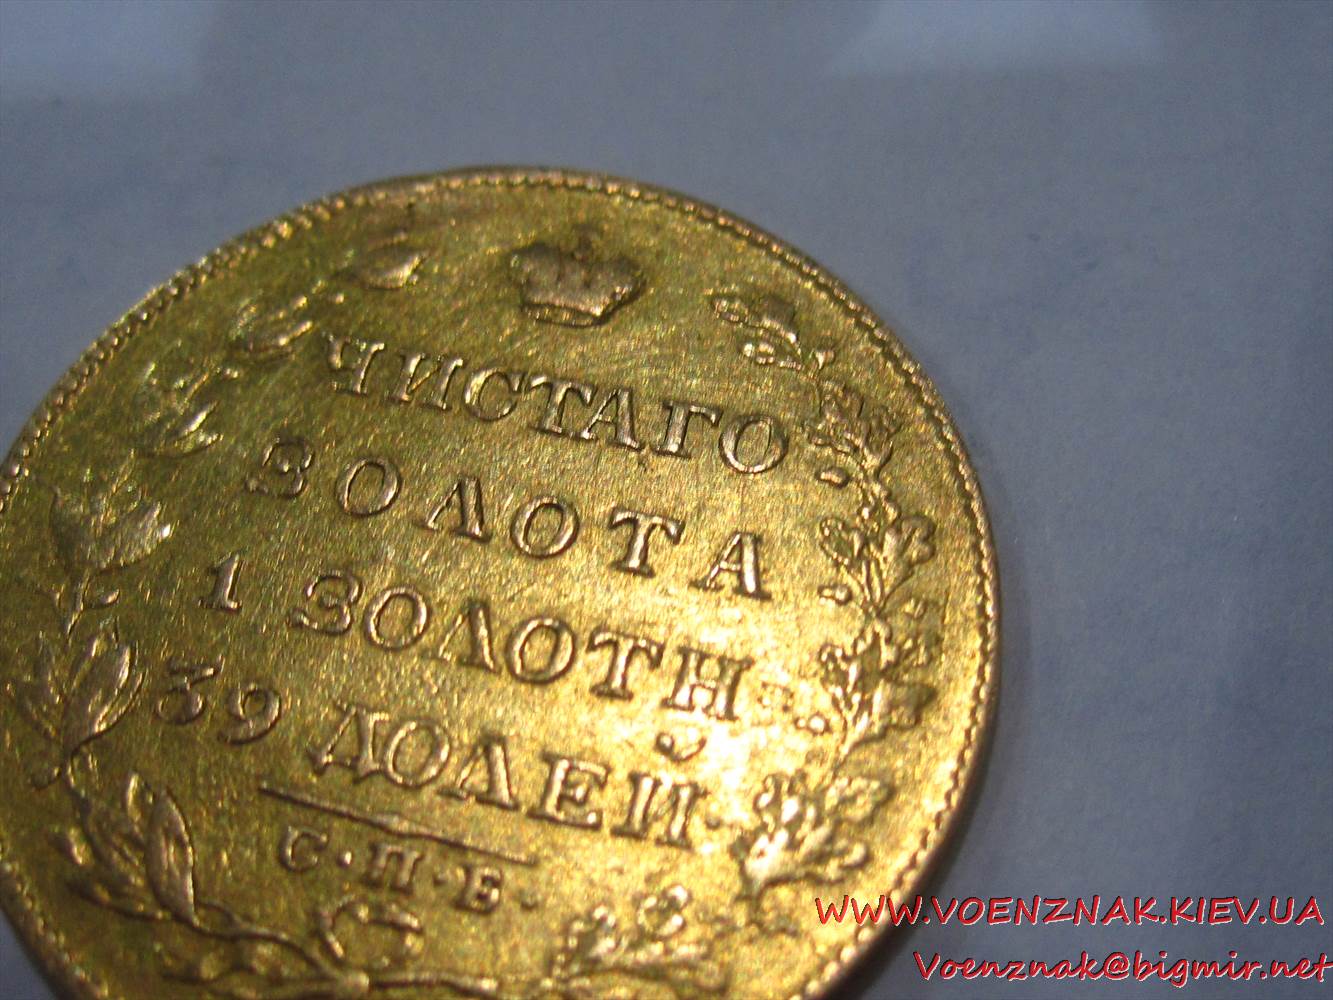 ЧИСТАГО
ЗОЛОТА
1 ЗОЛОТН:
39 ДОЛЕЙ.
С·П·Б·
WWW.VOENZNAK.KIEV.UA
Voenznak@bigmir.net